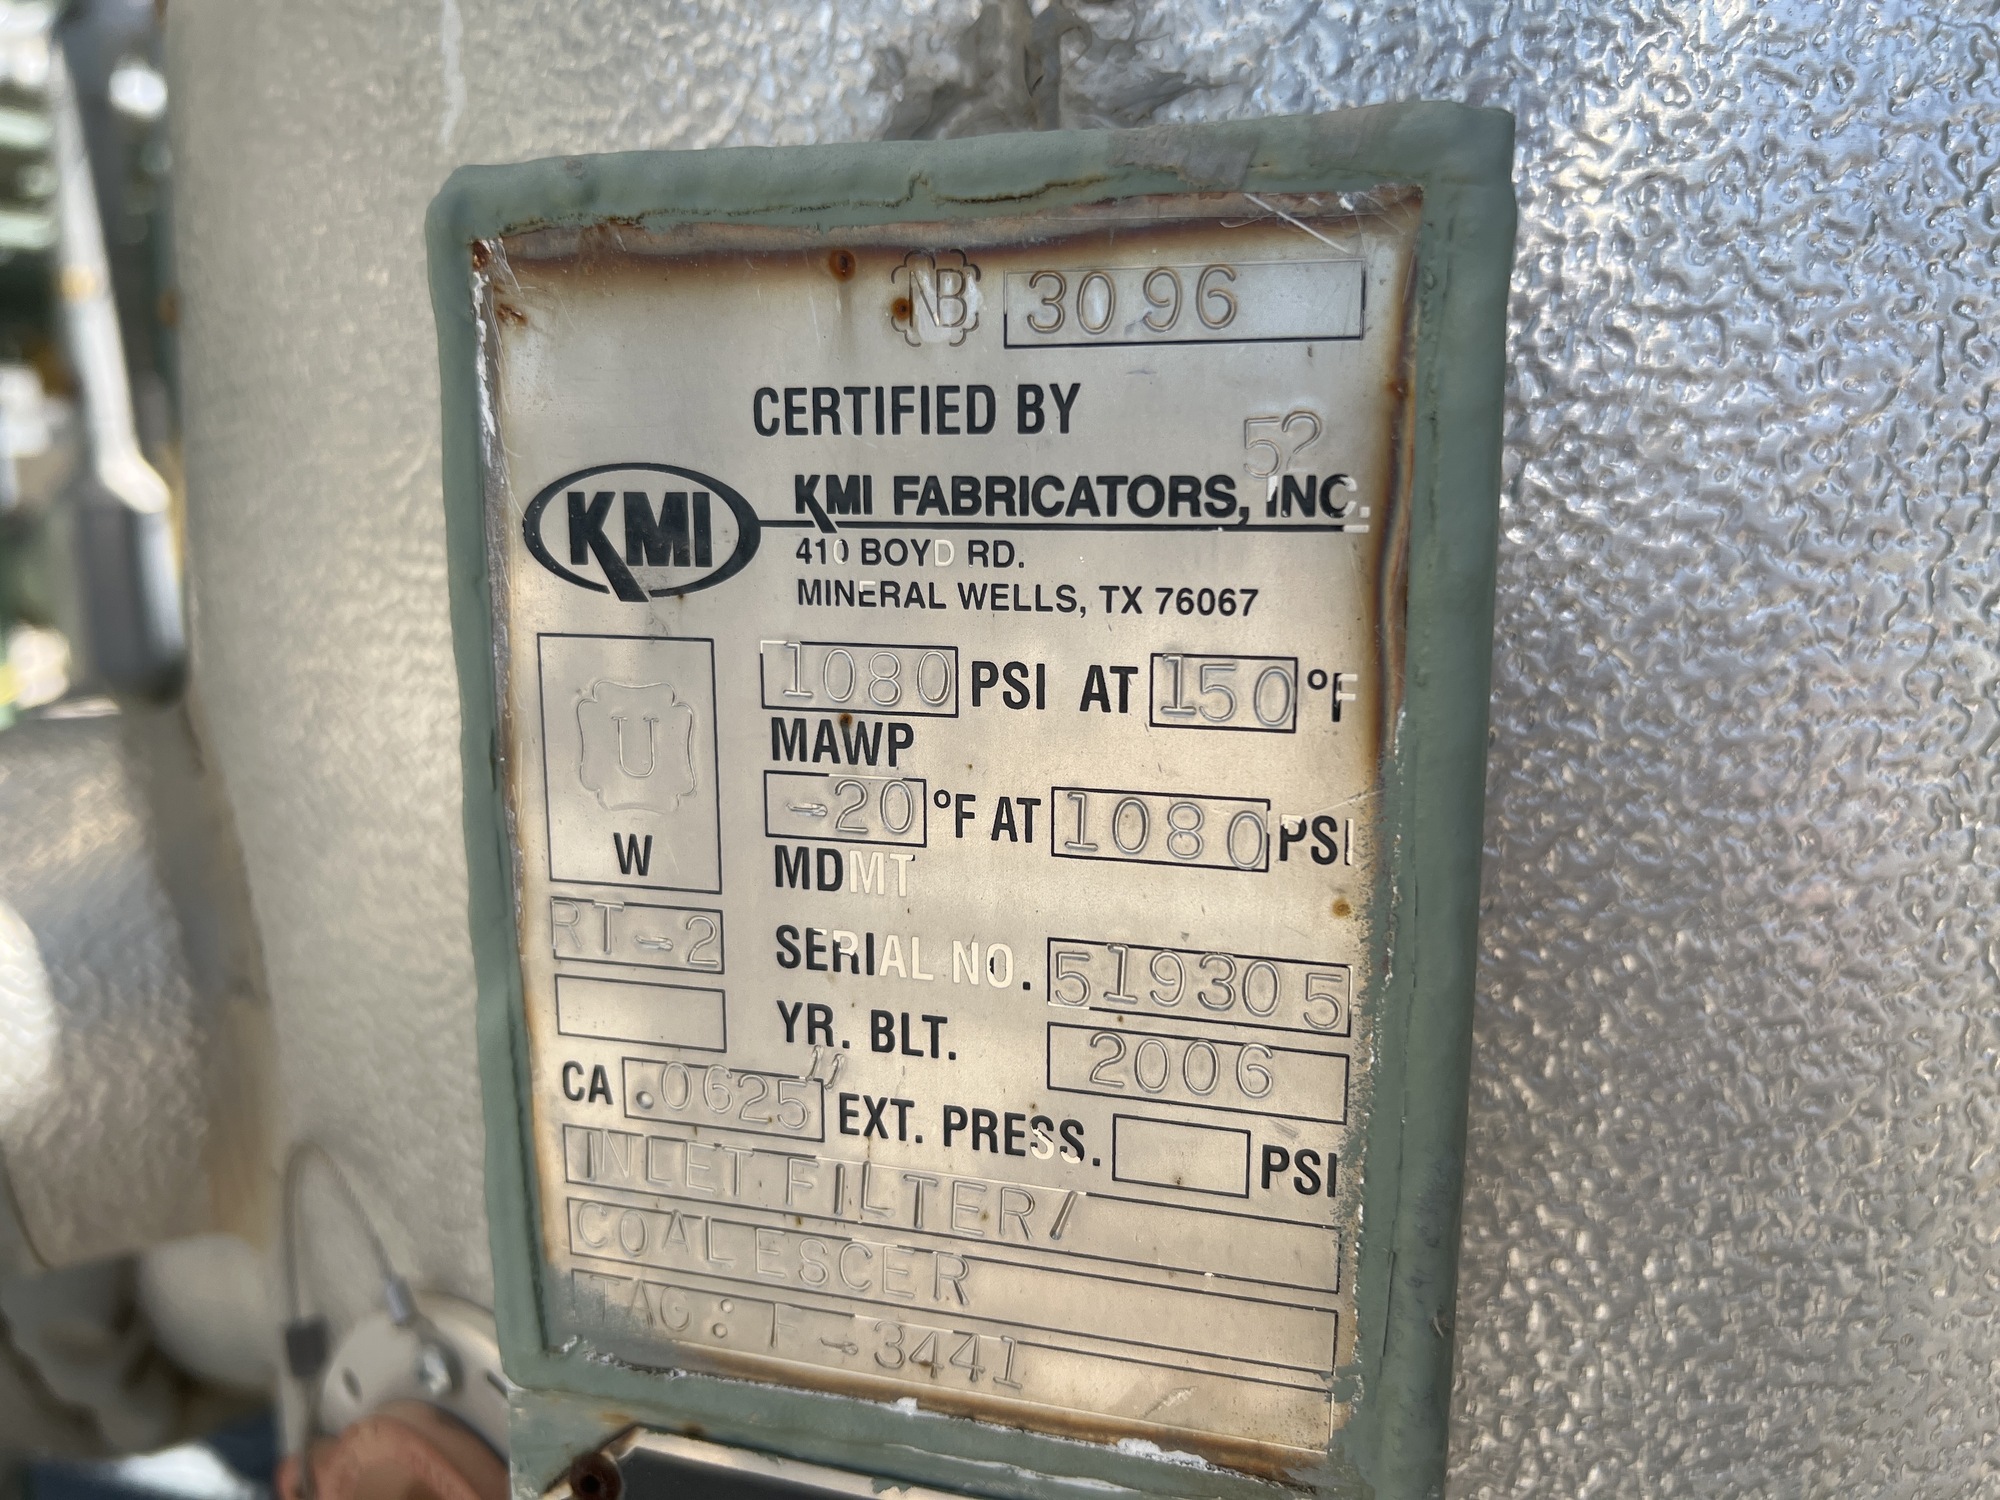 NB 3096
CERTIFIED BY
52
KMI KMI FABRICATORS, INC.
410 BOYD RD.
MINERAL WELLS, TX 76067
U
W
1080 PSI AT 150 °F
MAWP
-20 °F AT 1080 PSI
MDMT
RT-2
SERIAL NO. 519305
YR. BLT. 2006
CA .0625" EXT. PRESS. PSI
INLET FILTER/
COALESCER
TAG: F-3441